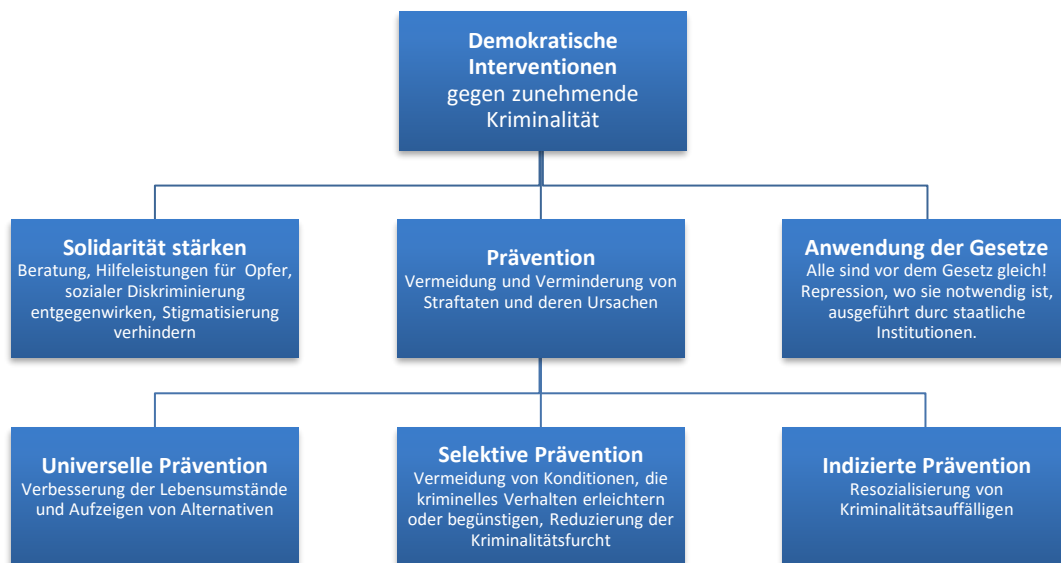 Demokratische
Interventionen
gegen zunehmende
Kriminalität
Solidarität stärken
Beratung, Hilfeleistungen für Opfer,
sozialer Diskriminierung
entgegenwirken, Stigmatisierung
verhindern
Prävention
Vermeidung und Verminderung von
Straftaten und deren Ursachen
Anwendung der Gesetze
Alle sind vor dem Gesetz gleich!
Repression, wo sie notwendig ist,
ausgeführt durc staatliche
Institutionen.
Universelle Prävention
Verbesserung der Lebensumstände
und Aufzeigen von Alternativen
Selektive Prävention
Vermeidung von Konditionen, die
kriminelles Verhalten erleichtern
oder begünstigen, Reduzierung der
Kriminalitätsfurcht
Indizierte Prävention
Resozialisierung von
Kriminalitätsauffälligen